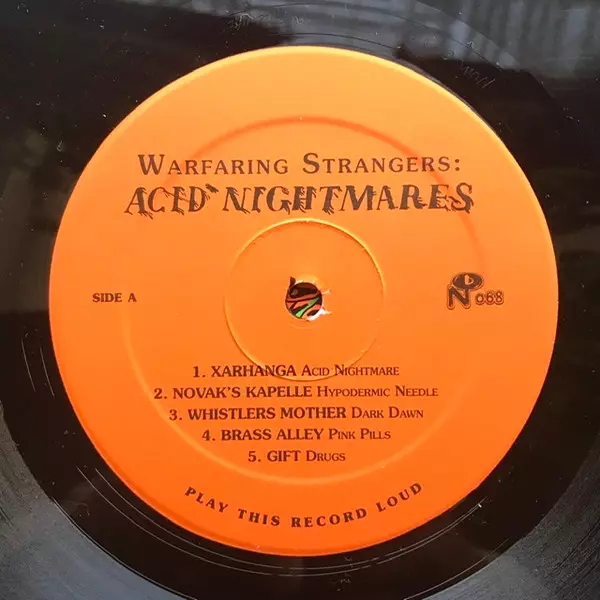 WARFARING STRANGERS:
ACID NIGHTMARES
SIDE A
N 068
1. XARHANGA ACID NIGHTMARE
2. NOVAK'S KAPELLE HYPODERMIC NEEDLE
3. WHISTLERS MOTHER DARK DAWN
4. BRASS ALLEY PINK PILLS
5. GIFT DRUGS
PLAY THIS RECORD LOUD